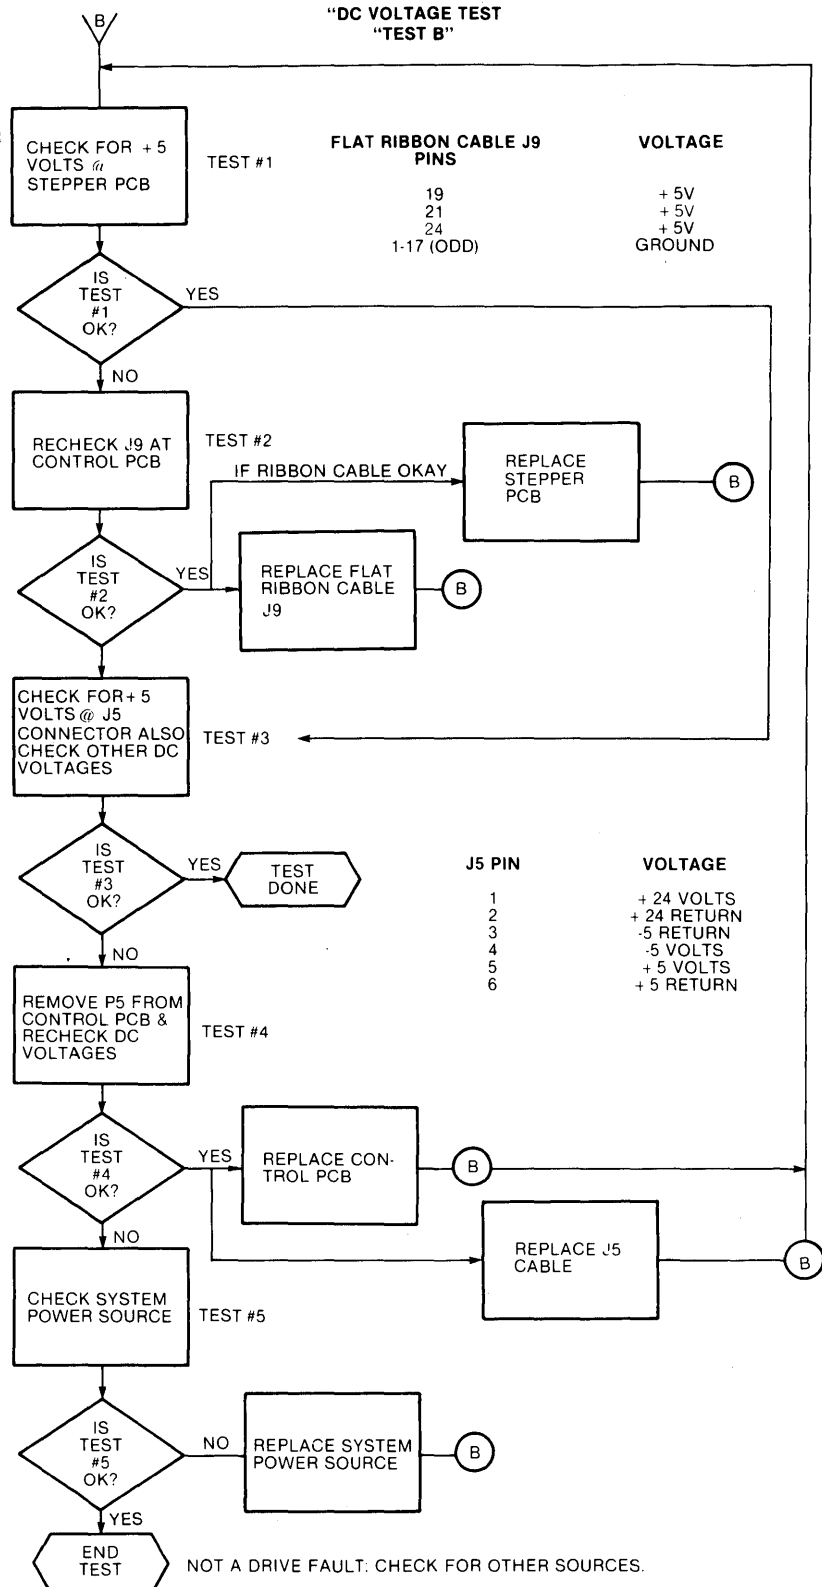 B
"DC VOLTAGE TEST
"TEST B"
CHECK FOR +5
VOLTS @
STEPPER PCB
TEST #1
FLAT RIBBON CABLE J9
PINS
VOLTAGE
19 +5V
21 +5V
24 +5V
1-17 (ODD) GROUND
IS
TEST
#1
OK?
YES
NO
RECHECK J9 AT
CONTROL PCB
TEST #2
IF RIBBON CABLE OKAY
REPLACE
STEPPER
PCB
B
IS
TEST
#2
OK?
YES
REPLACE FLAT
RIBBON CABLE
J9
B
CHECK FOR +5
VOLTS @ J5
CONNECTOR ALSO
CHECK OTHER DC
VOLTAGES
TEST #3
IS
TEST
#3
OK?
YES
TEST
DONE
NO
J5 PIN VOLTAGE
1 +24 VOLTS
2 +24 RETURN
3 -5 RETURN
4 -5 VOLTS
5 +5 VOLTS
6 +5 RETURN
REMOVE P5 FROM
CONTROL PCB &
RECHECK DC
VOLTAGES
TEST #4
IS
TEST
#4
OK?
YES
REPLACE CON-
TROL PCB
B
NO
REPLACE J5
CABLE
B
CHECK SYSTEM
POWER SOURCE
TEST #5
IS
TEST
#5
OK?
NO
REPLACE SYSTEM
POWER SOURCE
B
YES
END
TEST
NOT A DRIVE FAULT: CHECK FOR OTHER SOURCES.